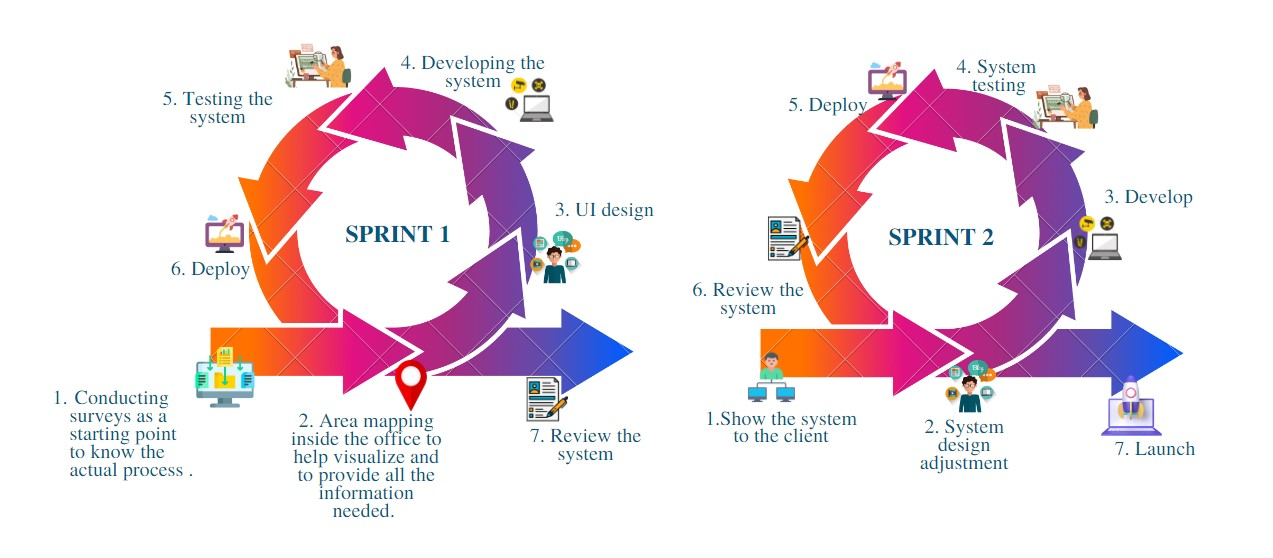 4. Developing the
system
5. Testing the
system
SPRINT 1
3. UI design
6. Deploy
1. Conducting
surveys as a
starting point
to know the
actual process .
2. Area mapping
inside the office to
help visualize and
to provide all the
information
needed.
7. Review the
system
4. System
testing
5. Deploy
SPRINT 2
3. Develop
6. Review the
system
1.Show the system
to the client
2. System
design
adjustment
7. Launch